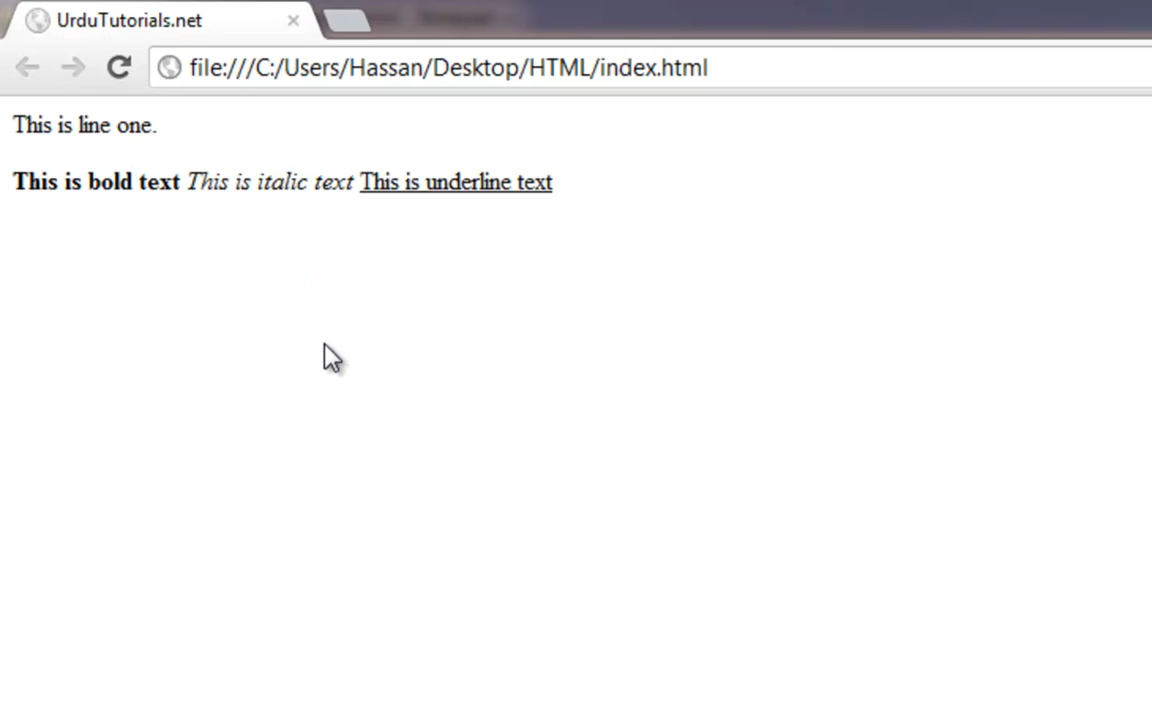 UrduTutorials.net
file:///C:/Users/Hassan/Desktop/HTML/index.html
This is line one.
This is bold text This is italic text This is underline text